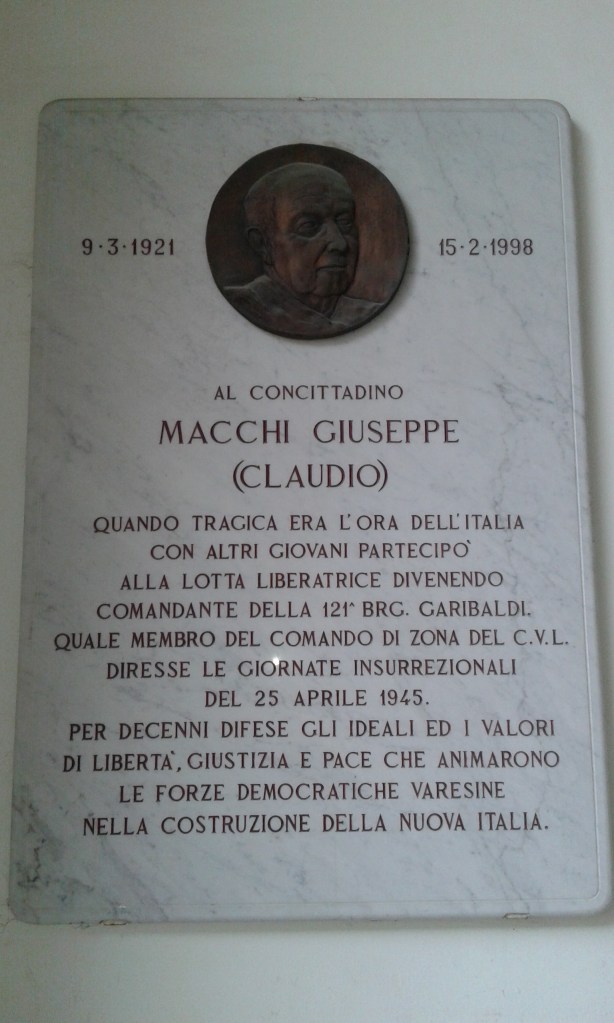 9·3·1921
15·2·1998
AL CONCITTADINO
MACCHI GIUSEPPE
(CLAUDIO)
QUANDO TRAGICA ERA L'ORA DELL'ITALIA
CON ALTRI GIOVANI PARTECIPO'
ALLA LOTTA LIBERATRICE DIVENENDO
COMANDANTE DELLA 121^ BRG. GARIBALDI.
QUALE MEMBRO DEL COMANDO DI ZONA DEL C.V.L.
DIRESSE LE GIORNATE INSURREZIONALI
DEL 25 APRILE 1945.
PER DECENNI DIFESE GLI IDEALI ED I VALORI
DI LIBERTA', GIUSTIZIA E PACE CHE ANIMARONO
LE FORZE DEMOCRATICHE VARESINE
NELLA COSTRUZIONE DELLA NUOVA ITALIA.